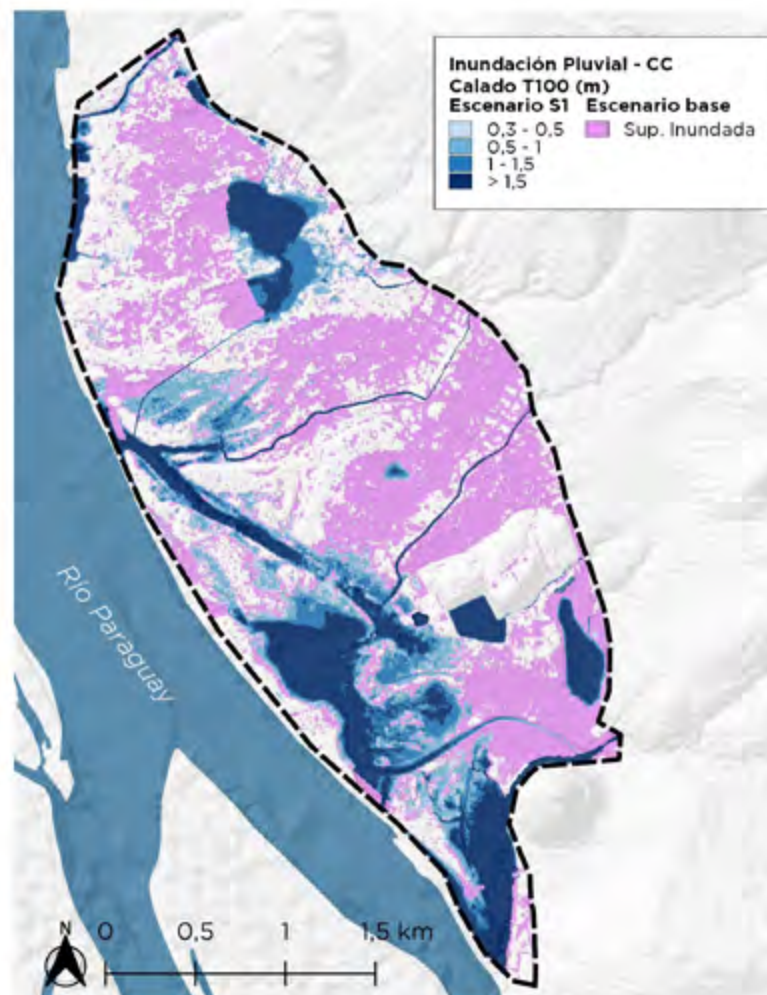 Inundación Pluvial - CC
Calado T100 (m)
Escenario S1 Escenario base
0,3 - 0,5 Sup. Inundada
0,5 - 1
1 - 1,5
> 1,5
Río Paraguay
N
0 0,5 1 1,5 km